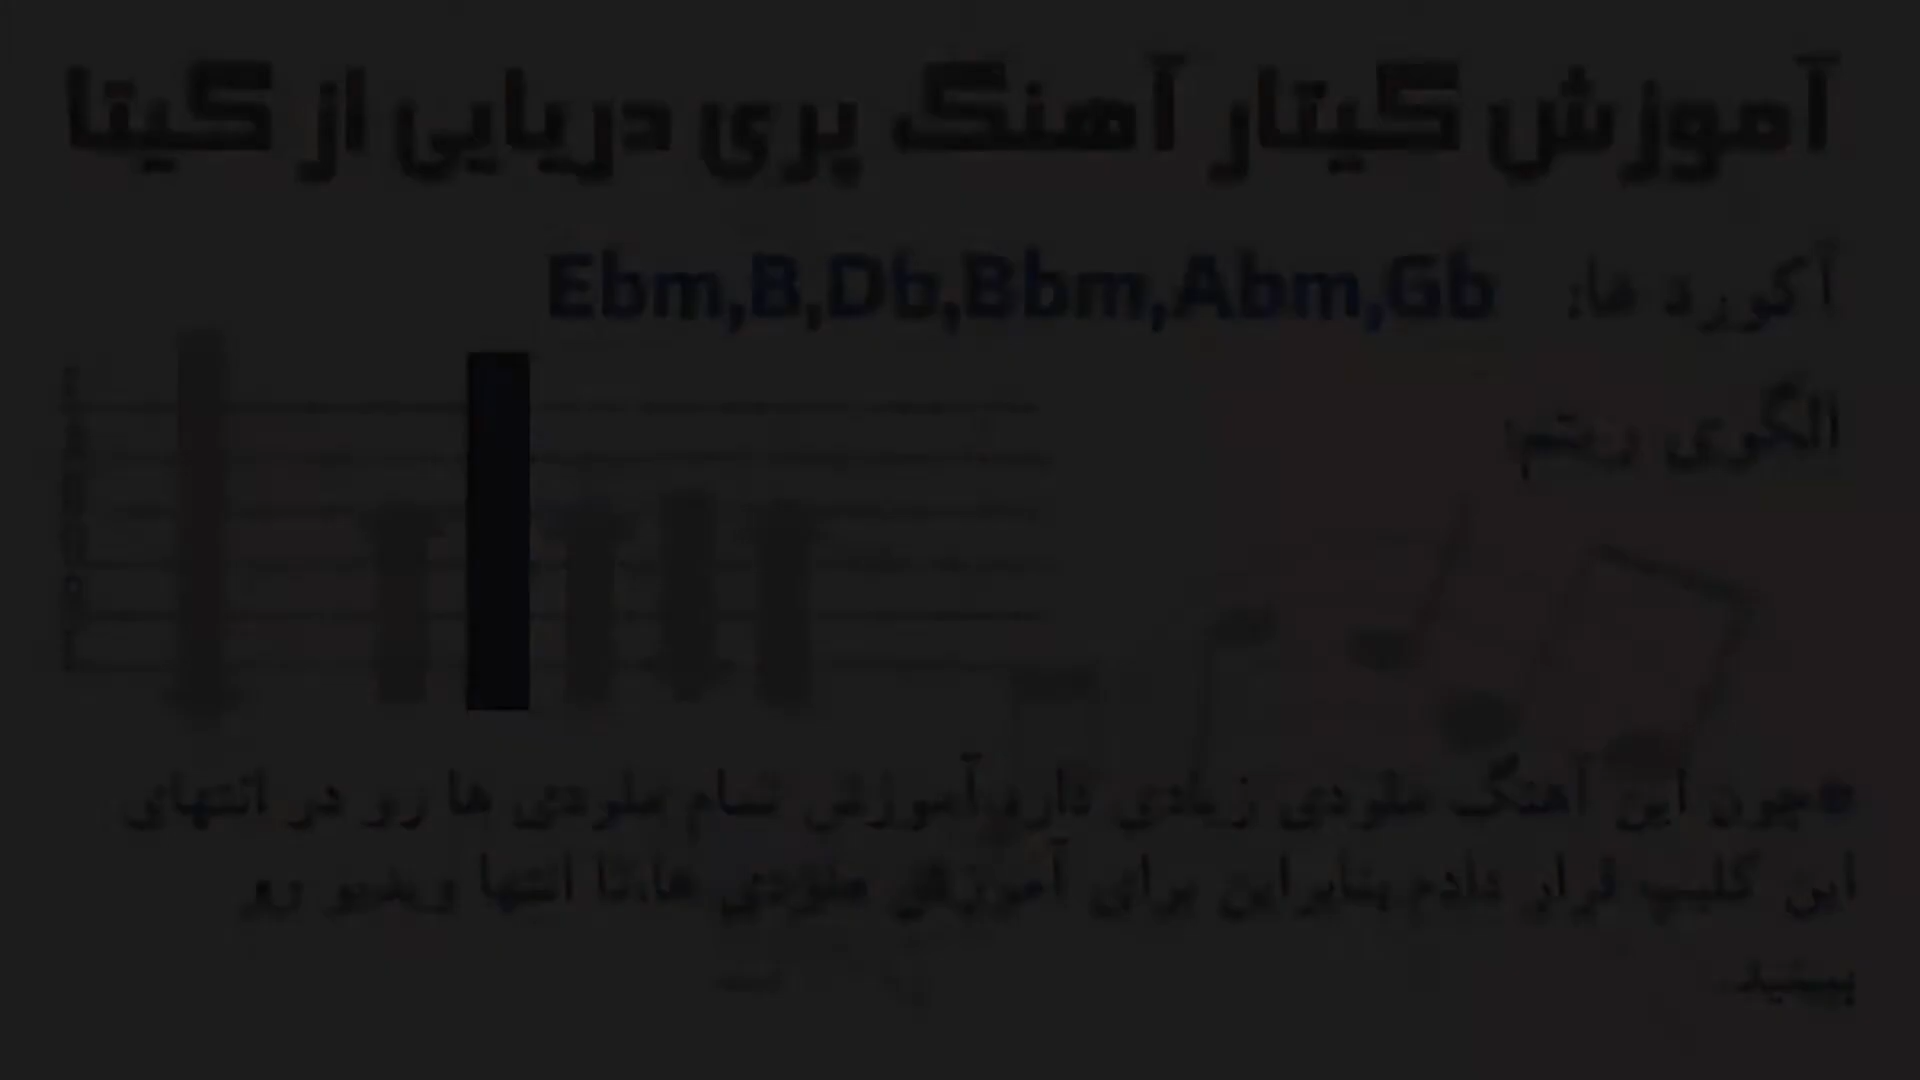 آموزش گیتار آهنگ پری دریایی از گیتا
آکورد ها: Ebm,B,Db,Bbm,Abm,Gb
الگوی ریتم:
*چون این آهنگ ملودی زیادی داره آموزش تمام ملودی ها رو در انتهای
این کلیپ قرار دادم بنابراین برای آموزش ملودی ها،تا انتها ویدیو رو
ببینید.